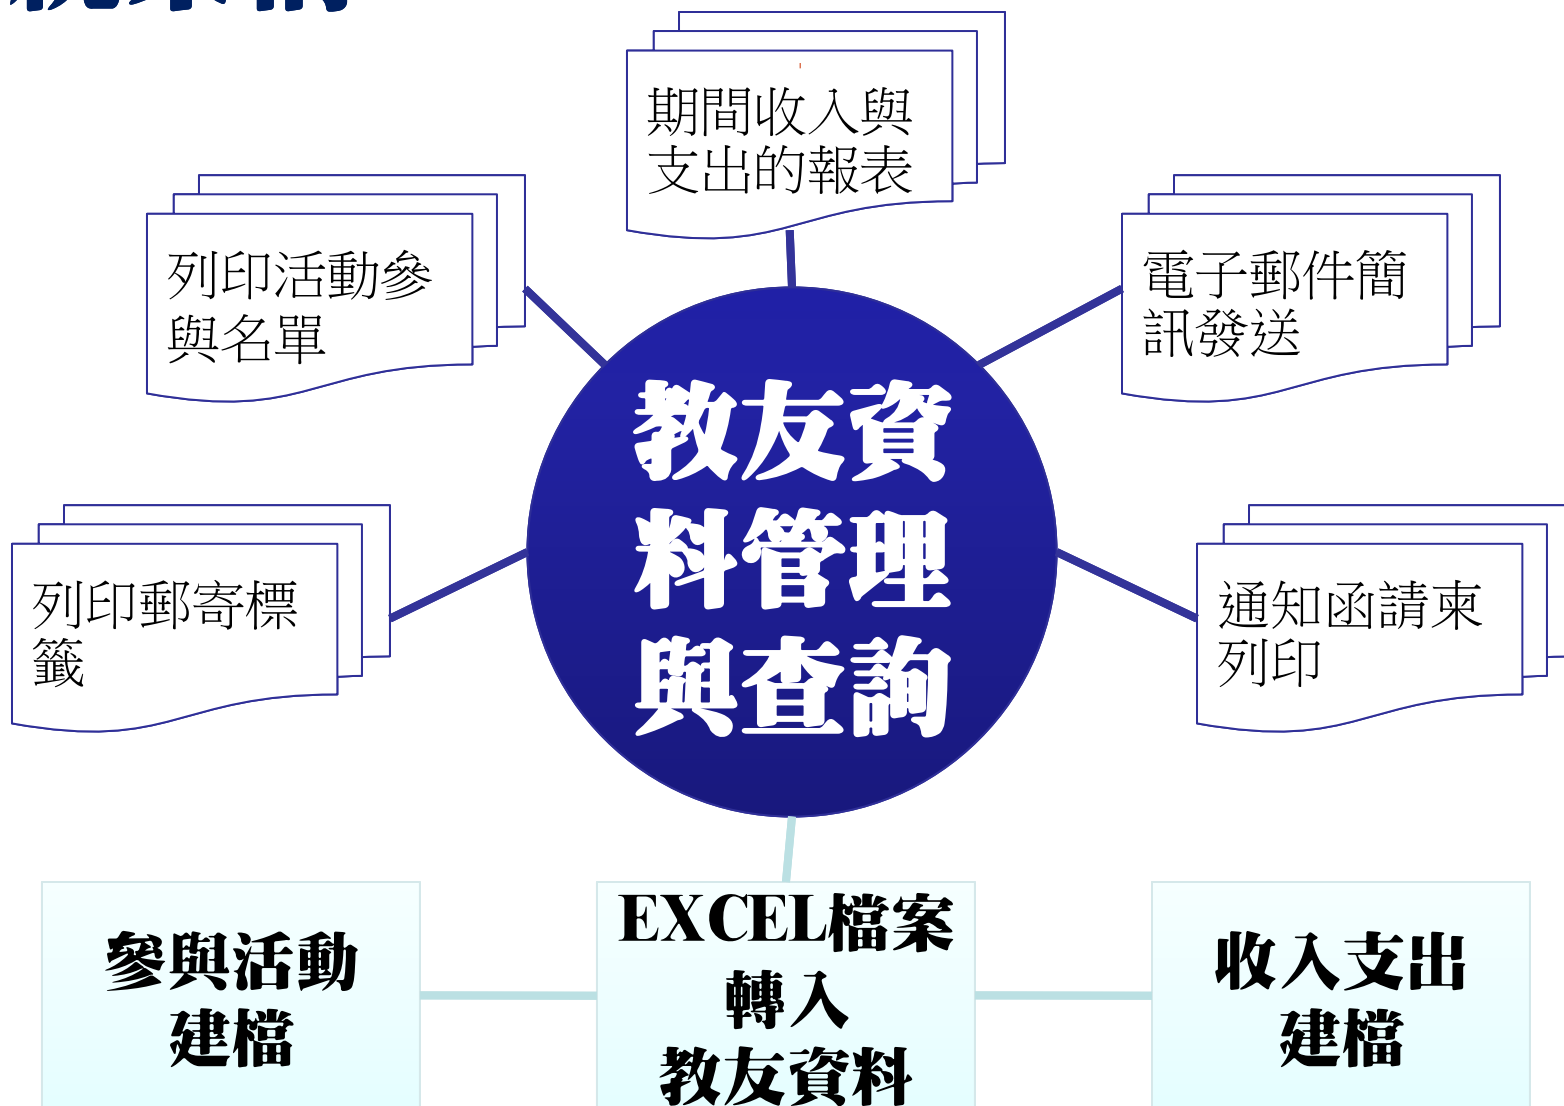 期間收入與
支出的報表
列印活動參
與名單
電子郵件簡
訊發送
教友資
料管理
與查詢
列印郵寄標
籤
通知函請柬
列印
參與活動
建檔
EXCEL檔案
轉入
教友資料
收入支出
建檔